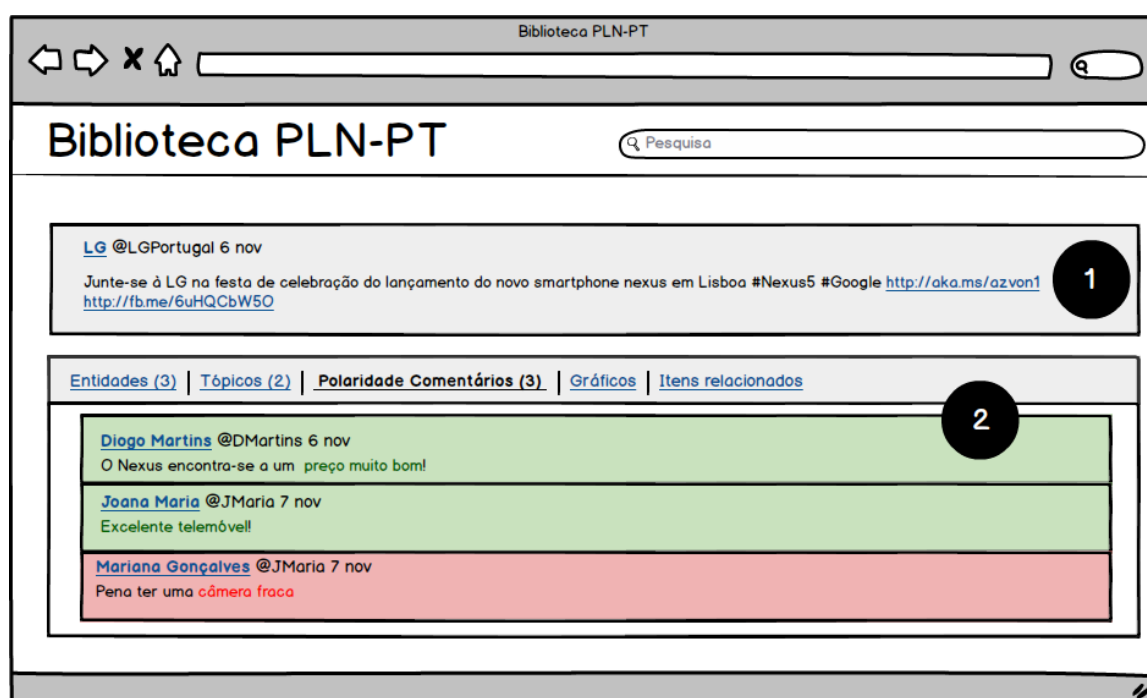 Biblioteca PLN-PT
Biblioteca PLN-PT
Pesquisa
LG @LGPortugal 6 nov
1
Junte-se à LG na festa de celebração do lançamento do novo smartphone nexus em Lisboa #Nexus5 #Google http://aka.ms/azvon1
http://fb.me/6uHQCbW5O
Entidades (3) | Tópicos (2) | Polaridade Comentários (3) | Gráficos | Itens relacionados
2
Diogo Martins @DMartins 6 nov
O Nexus encontra-se a um preço muito bom!
Joana Maria @JMaria 7 nov
Excelente telemóvel!
Mariana Gonçalves @JMaria 7 nov
Pena ter uma câmera fraca